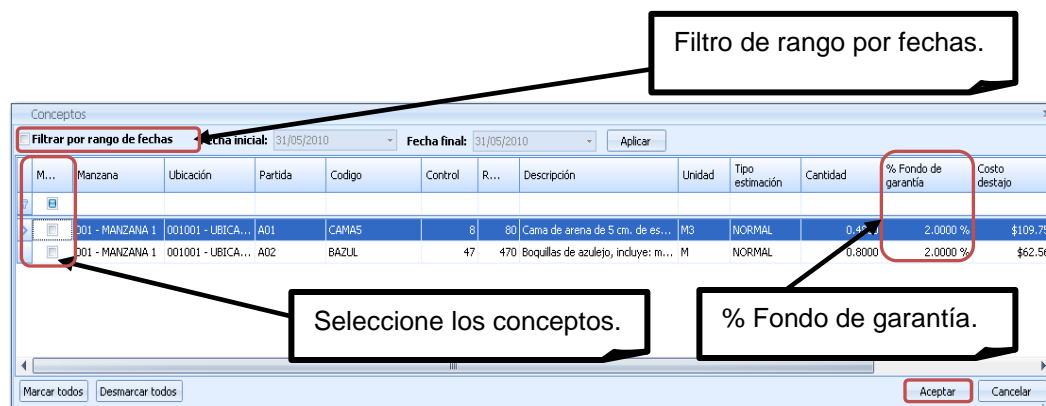 Filtro de rango por fechas.
Conceptos
Filtrar por rango de fechas Fecha inicial: 31/05/2010 Fecha final: 31/05/2010 Aplicar
M... Manzana Ubicación Partida Codigo Control R... Descripción Unidad Tipo estimación Cantidad % Fondo de garantía Costo destajo
001 - MANZANA 1 001001 - UBICA... A01 CAMA5 8 80 Cama de arena de 5 cm. de es... M3 NORMAL 2.0000 % $109.75
001 - MANZANA 1 001001 - UBICA... A02 BAZUL 47 470 Boquillas de azulejo, incluye: m... M NORMAL 0.8000 2.0000 % $62.56
Seleccione los conceptos.
% Fondo de garantía.
Marcar todos Desmarcar todos Aceptar Cancelar